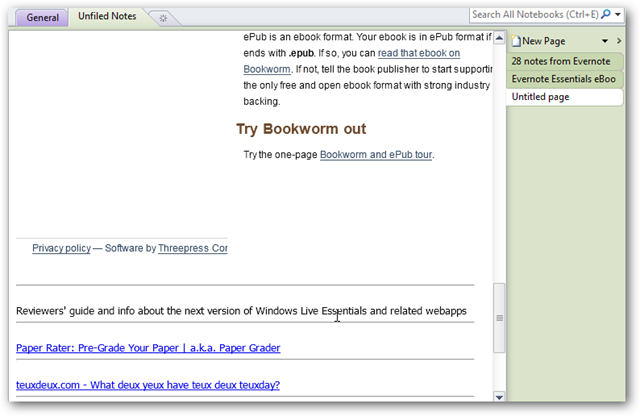 General
Unfiled Notes
Search All Notebooks (Ctrl+E)
New Page
28 notes from Evernote
Evernote Essentials eBoo
Untitled page
ePub is an ebook format. Your ebook is in ePub format if
ends with .epub. If so, you can read that ebook on
Bookworm. If not, tell the book publisher to start supportin
the only free and open ebook format with strong industry
backing.
Try Bookworm out
Try the one-page Bookworm and ePub tour.
Privacy policy — Software by Threepress Cor
Reviewers' guide and info about the next version of Windows Live Essentials and related webapps
Paper Rater: Pre-Grade Your Paper | a.k.a. Paper Grader
teuxdeux.com - What deux yeux have teux deux teuxday?